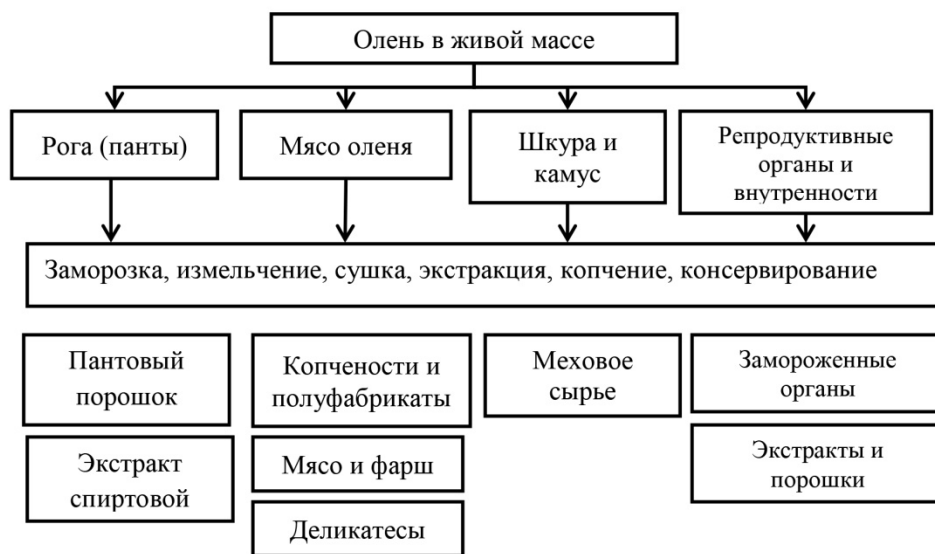 Олень в живой массе
Рога (панты)
Мясо оленя
Шкура и
камус
Репродуктивные
органы и
внутренности
Заморозка, измельчение, сушка, экстракция, копчение, консервирование
Пантовый
порошок
Экстракт
спиртовой
Копчености и
полуфабрикаты
Мясо и фарш
Деликатесы
Меховое
сырье
Замороженные
органы
Экстракты и
порошки